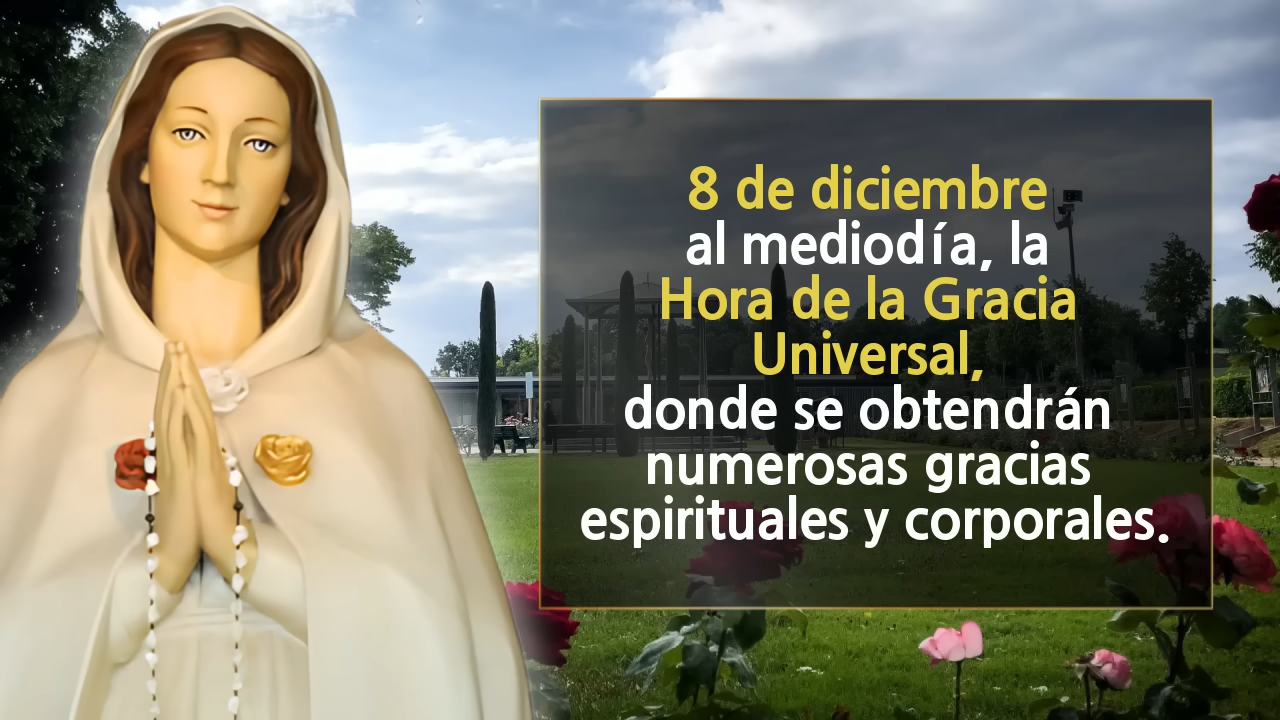 8 de diciembre
al mediodía, la
Hora de la Gracia
Universal,
donde se obtendrán
numerosas gracias
espirituales y corporales.